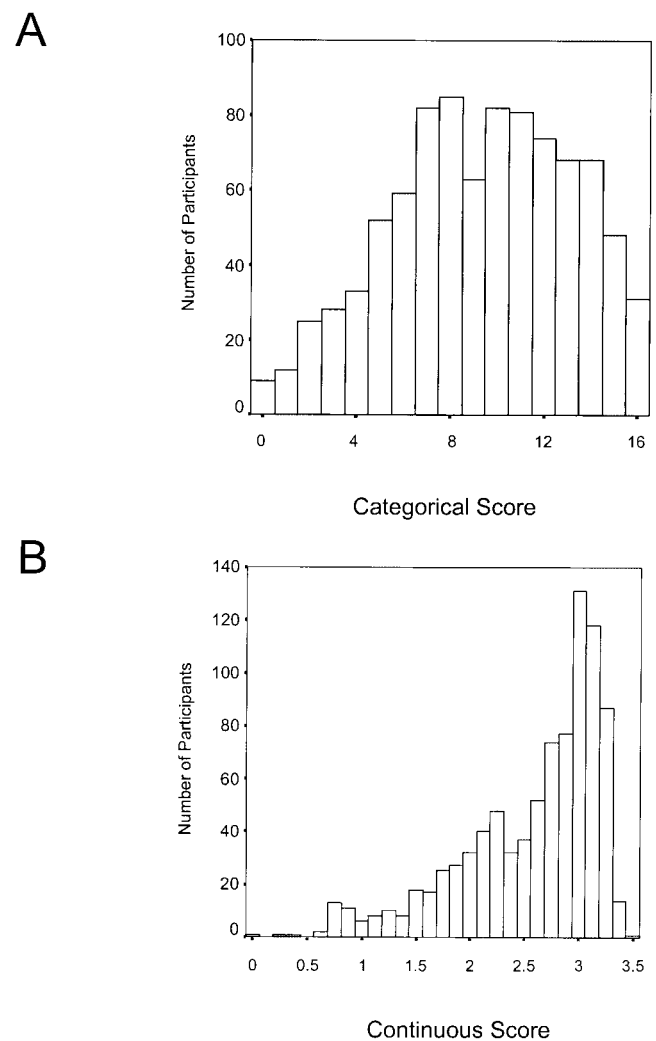 A
100
80
60
40
20
0
Number of Participants
0 4 8 12 16
Categorical Score
B
140
120
100
80
60
40
20
0
Number of Participants
0 0.5 1 1.5 2 2.5 3 3.5
Continuous Score